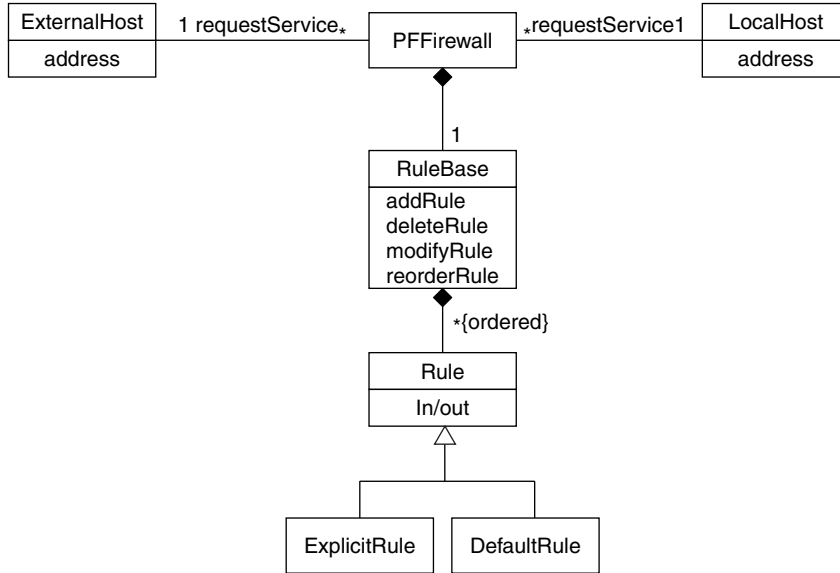 ExternalHost
address
1 requestService*
PFFirewall
*requestService1
LocalHost
address
1
RuleBase
addRule
deleteRule
modifyRule
reorderRule
*{ordered}
Rule
In/out
ExplicitRule
DefaultRule